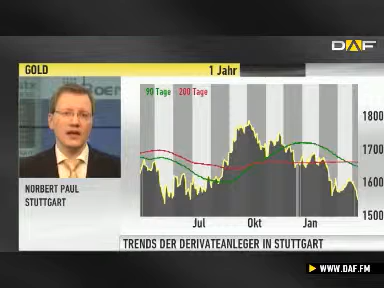 DAF
GOLD
1 Jahr
90 Tage
200 Tage
1800
1700
1600
1500
Jul
Okt
Jan
NORBERT PAUL
STUTTGART
TRENDS DER DERIVATEANLEGER IN STUTTGART
WWW.DAF.FM